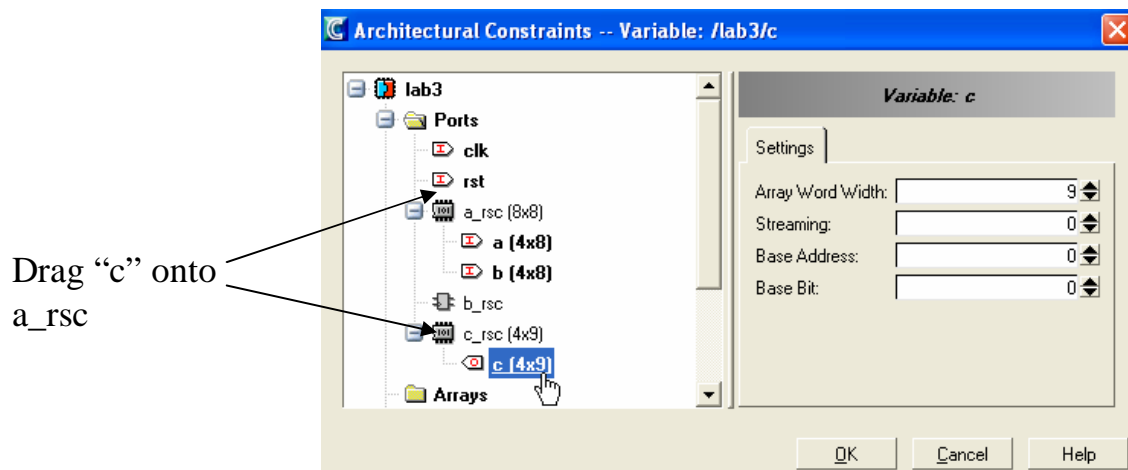 Architectural Constraints -- Variable: /lab3/c
lab3
Ports
clk
rst
a_rsc (8x8)
a (4x8)
b (4x8)
b_rsc
c_rsc (4x9)
c (4x9)
Arrays
Drag “c” onto
a_rsc
Variable: c
Settings
Array Word Width: 9
Streaming: 0
Base Address: 0
Base Bit: 0
OK Cancel Help